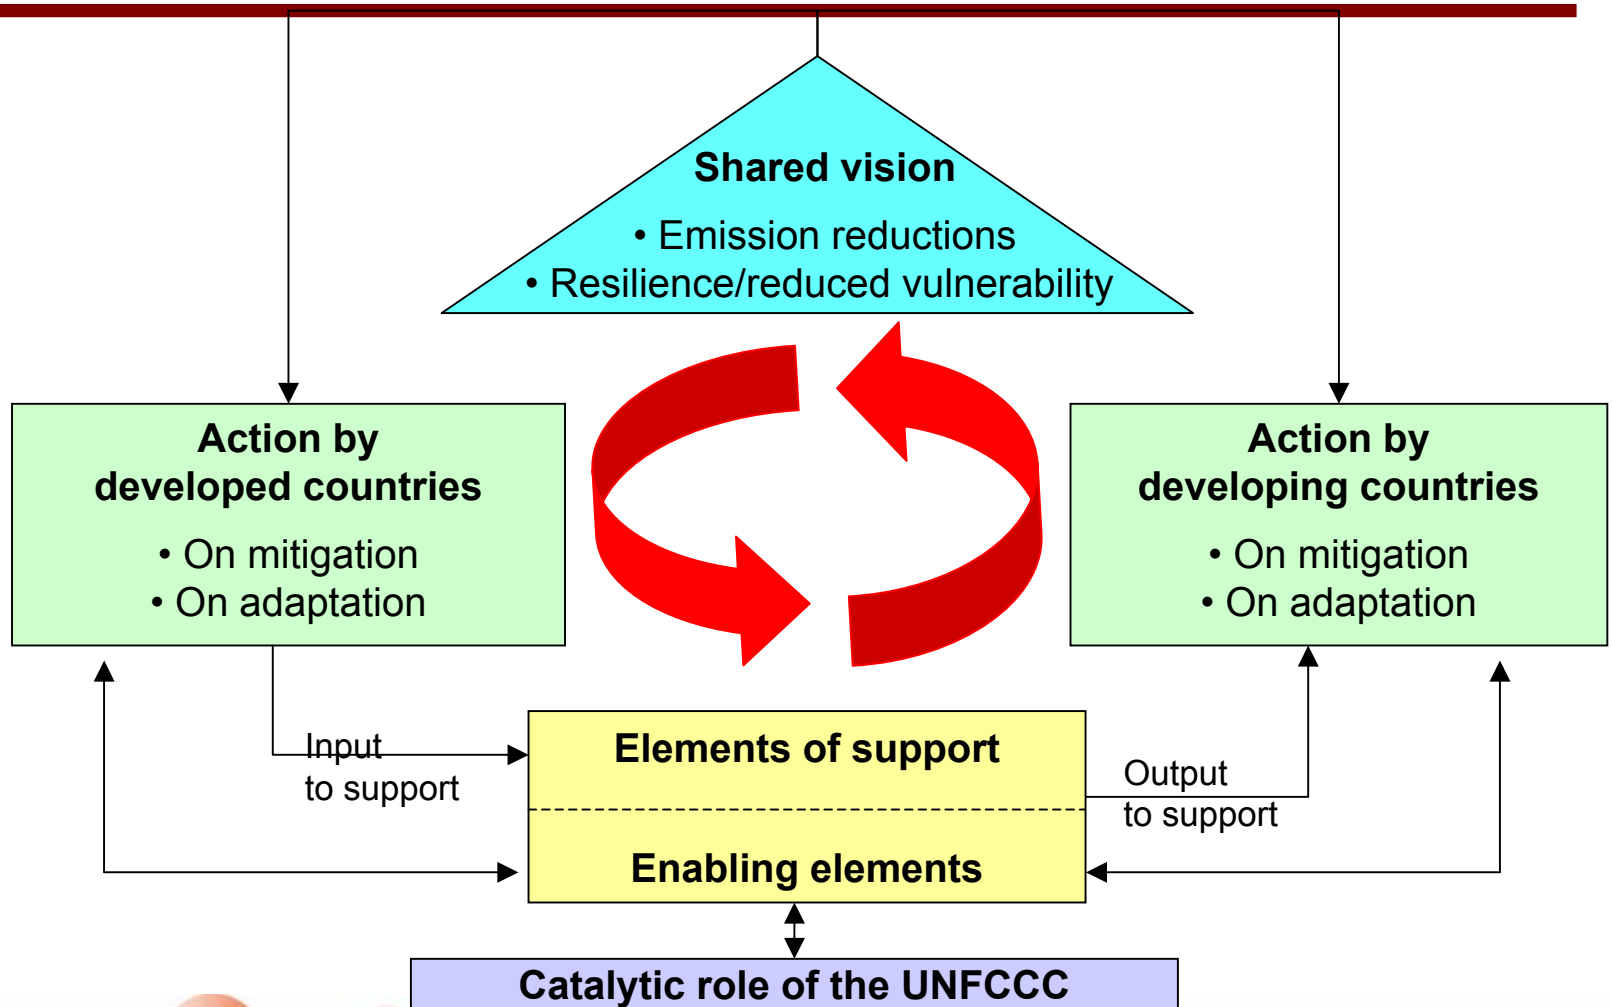 Shared vision
• Emission reductions
• Resilience/reduced vulnerability
Action by
developed countries
• On mitigation
• On adaptation
Action by
developing countries
• On mitigation
• On adaptation
Input
to support
Elements of support
Output
to support
Enabling elements
Catalytic role of the UNFCCC